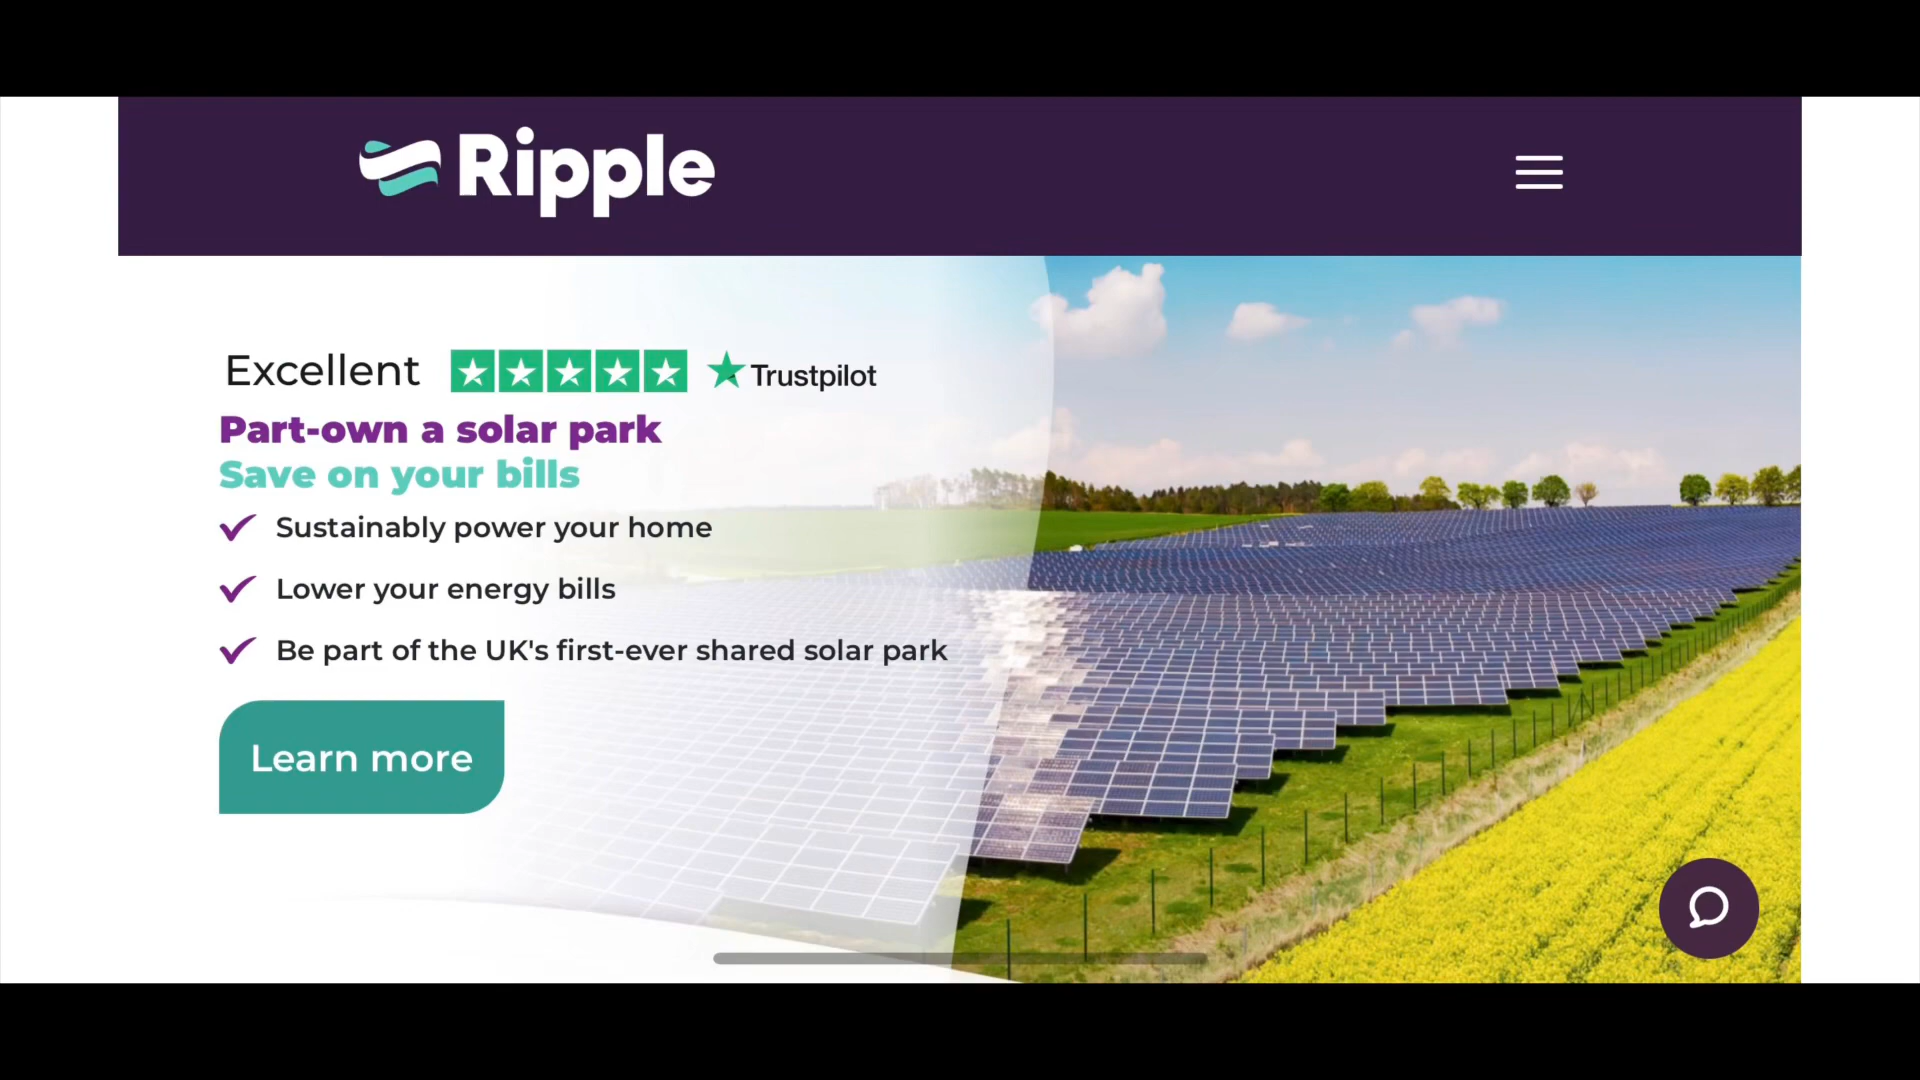 Ripple
Excellent
Trustpilot
Part-own a solar park
Save on your bills
Sustainably power your home
Lower your energy bills
Be part of the UK's first-ever shared solar park
Learn more